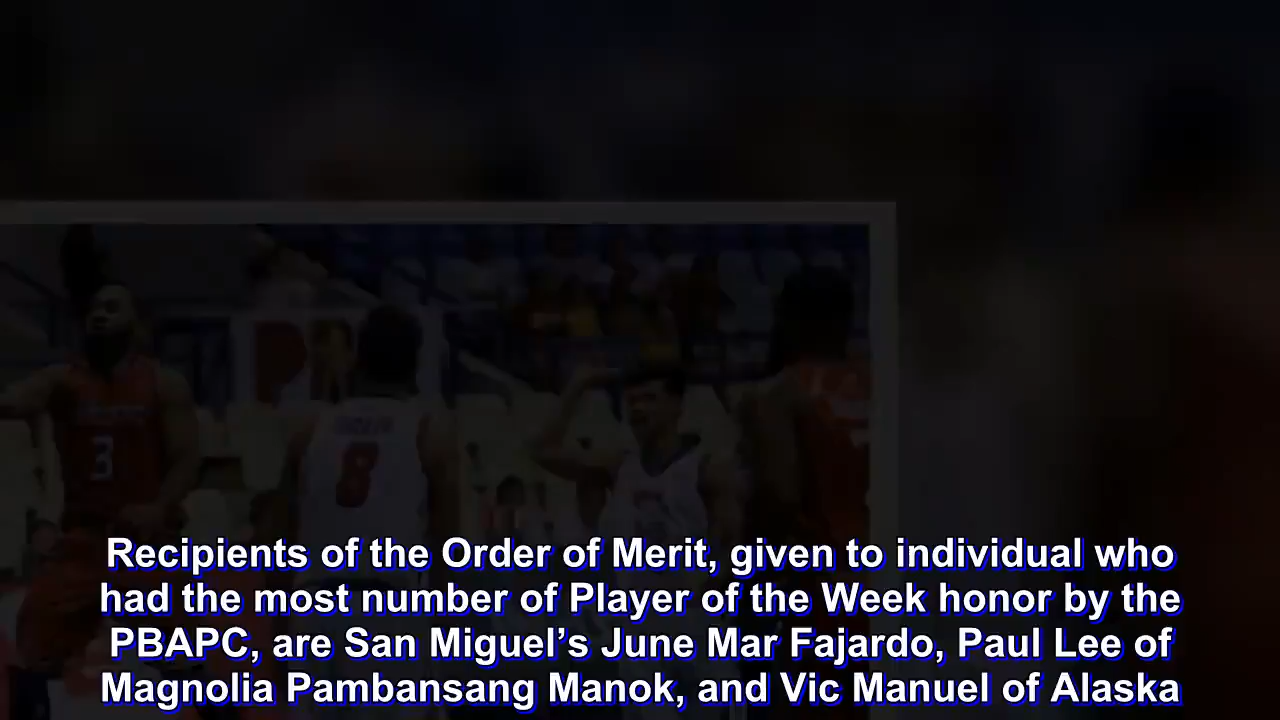 Recipients of the Order of Merit, given to individual who
had the most number of Player of the Week honor by the
PBAPC, are San Miguel’s June Mar Fajardo, Paul Lee of
Magnolia Pambansang Manok, and Vic Manuel of Alaska
3
8